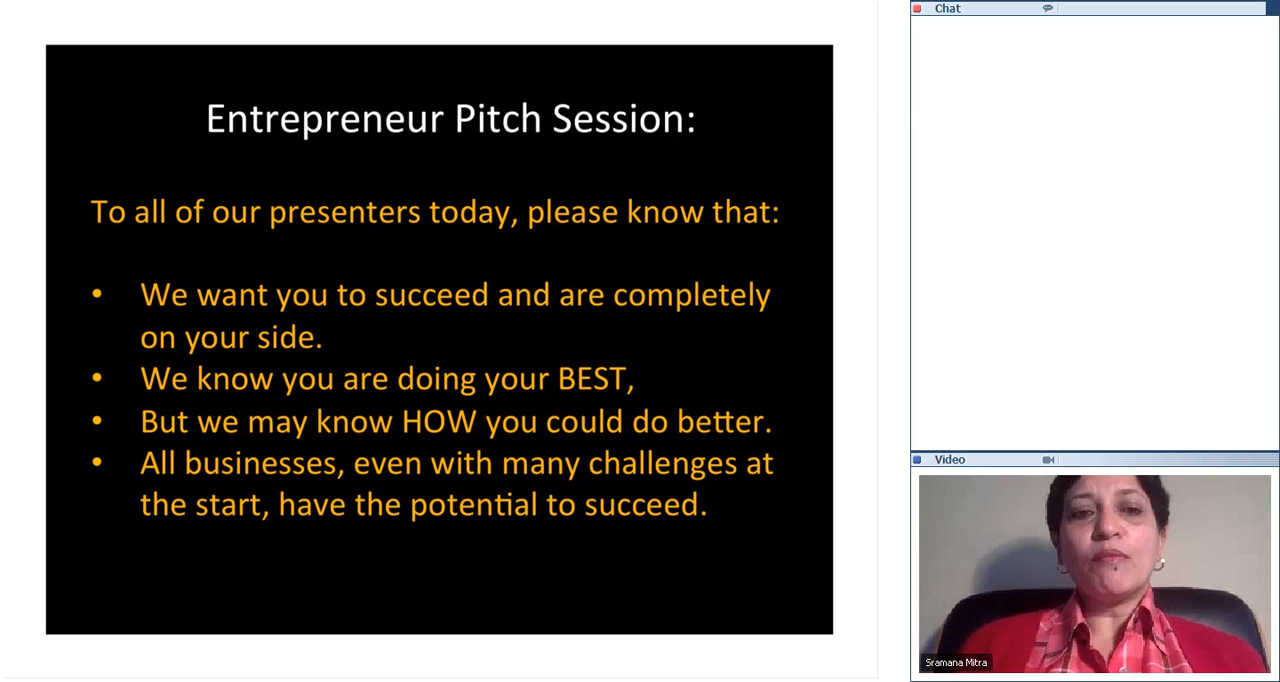 Entrepreneur Pitch Session:
To all of our presenters today, please know that:
• We want you to succeed and are completely
on your side.
• We know you are doing your BEST,
• But we may know HOW you could do better.
• All businesses, even with many challenges at
the start, have the potential to succeed.
Chat
Video
Sramana Mitra